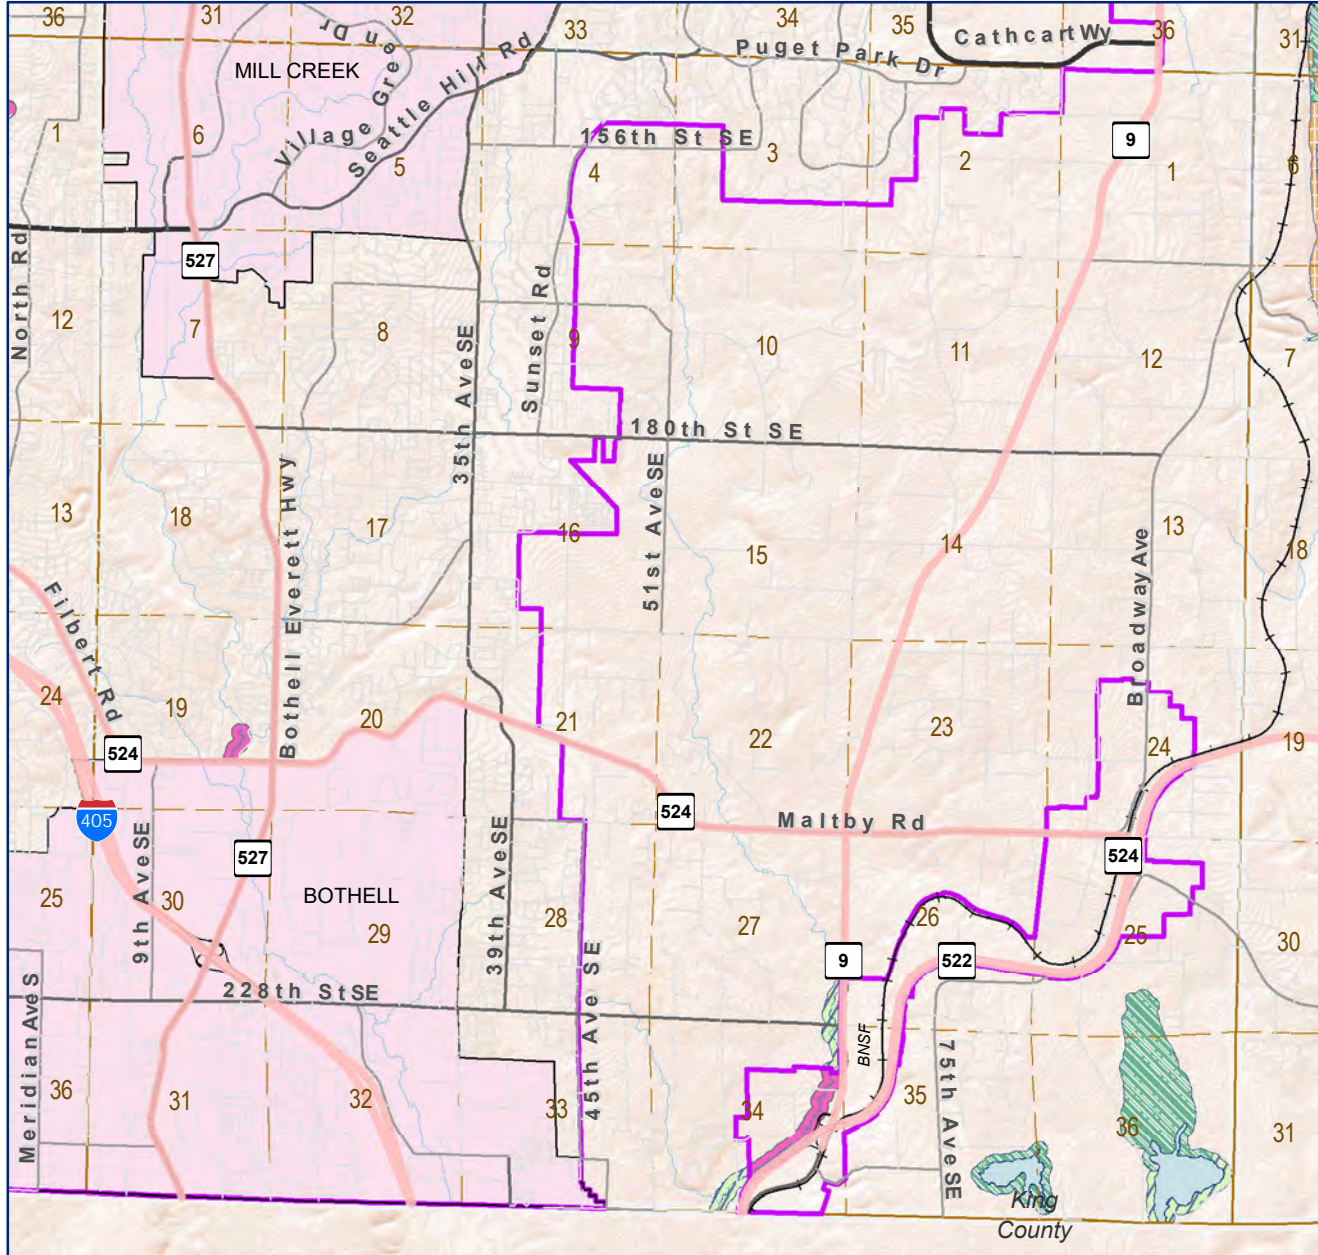 36
31
32
33
34
35
36
31
Cathcart Wy
Puget Park Dr
MILL CREEK
Village Green Dr
Seattle Hill Rd
1
6
5
156th St SE
4
3
2
9
1
6
North Rd
527
12
7
8
35th Ave SE
Sunset Rd
9
10
11
12
7
180th St SE
13
18
17
Bothell Everett Hwy
16
51st Ave SE
15
14
13
18
Broadway Ave
Filbert Rd
24
19
20
21
22
23
24
19
524
524
Maltby Rd
405
527
39th Ave SE
524
9th Ave SE
BOTHELL
25
30
29
28
27
26
25
30
9
522
Meridian Ave S
228th St SE
45th Ave SE
BNSF
75th Ave SE
36
31
32
33
34
35
36
31
King
County